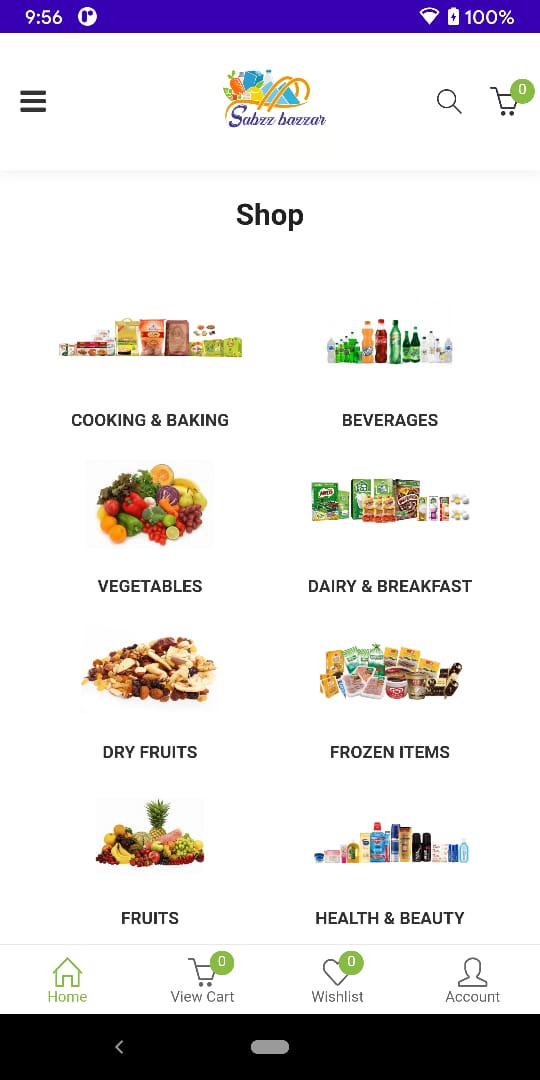 9:56
100%
Sabzz bazzar
0
Shop
COOKING & BAKING
BEVERAGES
VEGETABLES
DAIRY & BREAKFAST
DRY FRUITS
FROZEN ITEMS
FRUITS
HEALTH & BEAUTY
0
0
Home
View Cart
Wishlist
Account